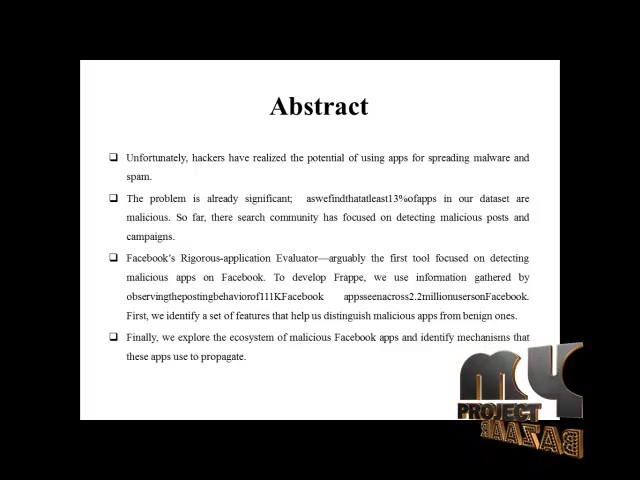 Abstract
❑ Unfortunately, hackers have realized the potential of using apps for spreading malware and
spam.
❑ The problem is already significant; aswefindthatatleast13%ofapps in our dataset are
malicious. So far, there search community has focused on detecting malicious posts and
campaigns.
❑ Facebook's Rigorous-application Evaluator—arguably the first tool focused on detecting
malicious apps on Facebook. To develop Frappe, we use information gathered by
observingthepostingbehaviorof111KFacebook appsseenacross2.2millionusersonFacebook.
First, we identify a set of features that help us distinguish malicious apps from benign ones.
❑ Finally, we explore the ecosystem of malicious Facebook apps and identify mechanisms that
these apps use to propagate.
my
PROJECT
BAZAAR